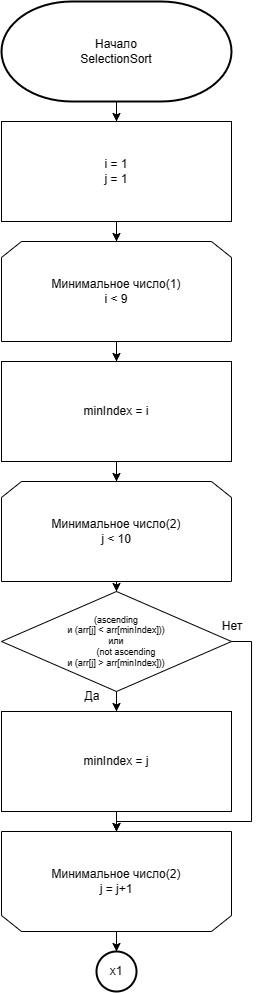 Начало
SelectionSort
i = 1
j = 1
Минимальное число(1)
i < 9
minIndex = i
Минимальное число(2)
j < 10
(ascending
и (arr[j] < arr[minIndex]))
или
(not ascending
и (arr[j] > arr[minIndex]))
Нет
Да
minIndex = j
Минимальное число(2)
j = j+1
x1